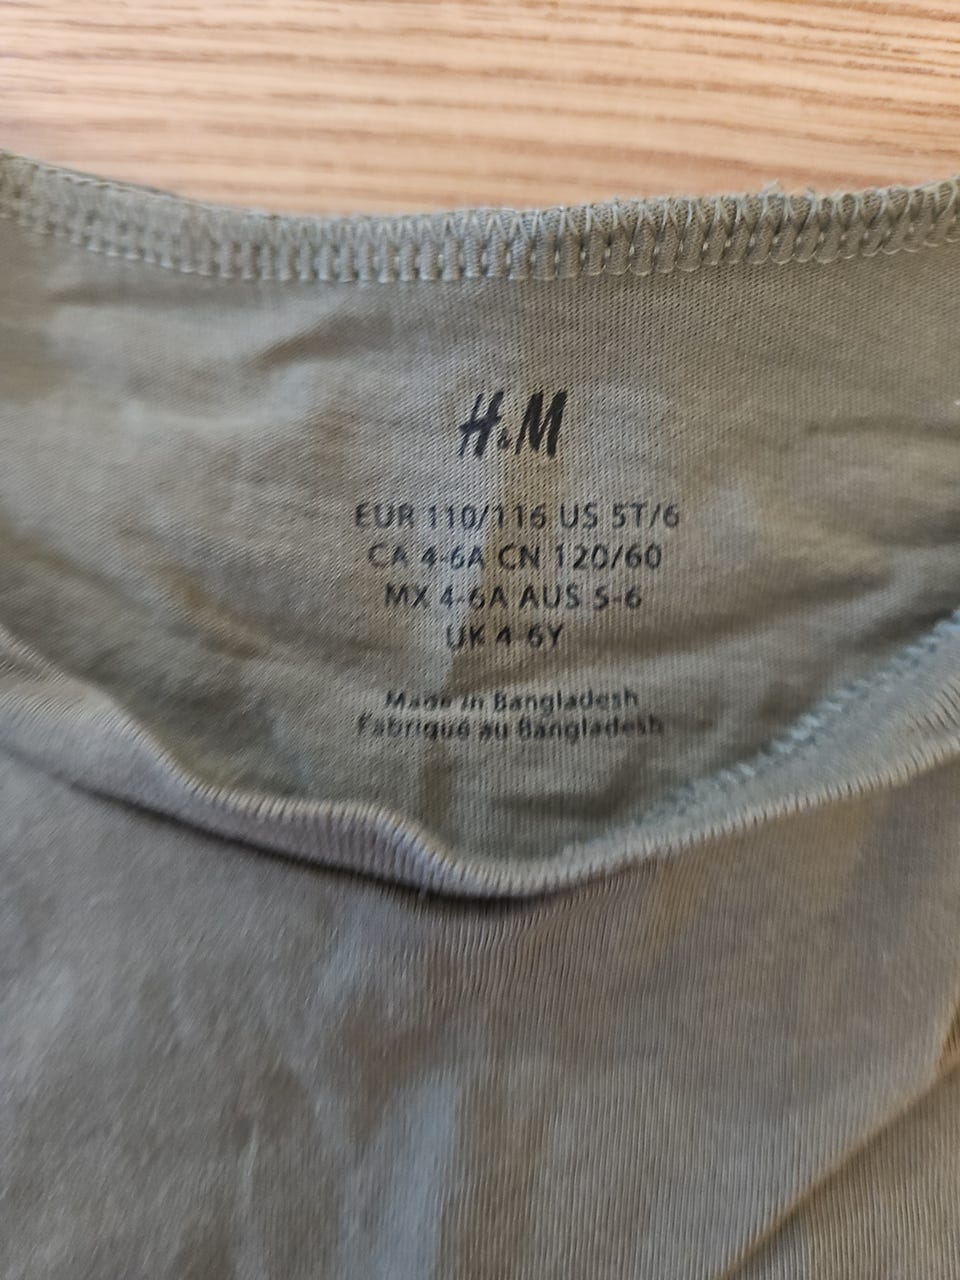 H&M
EUR 110/116 US 5T/6
CA 4-6A CN 120/60
MX 4-6A AUS 5-6
UK 4-6Y
Made in Bangladesh
Fabriqué au Bangladesh